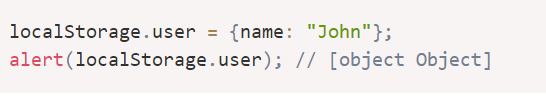 localStorage.user = {name: "John"};
alert(localStorage.user); // [object Object]